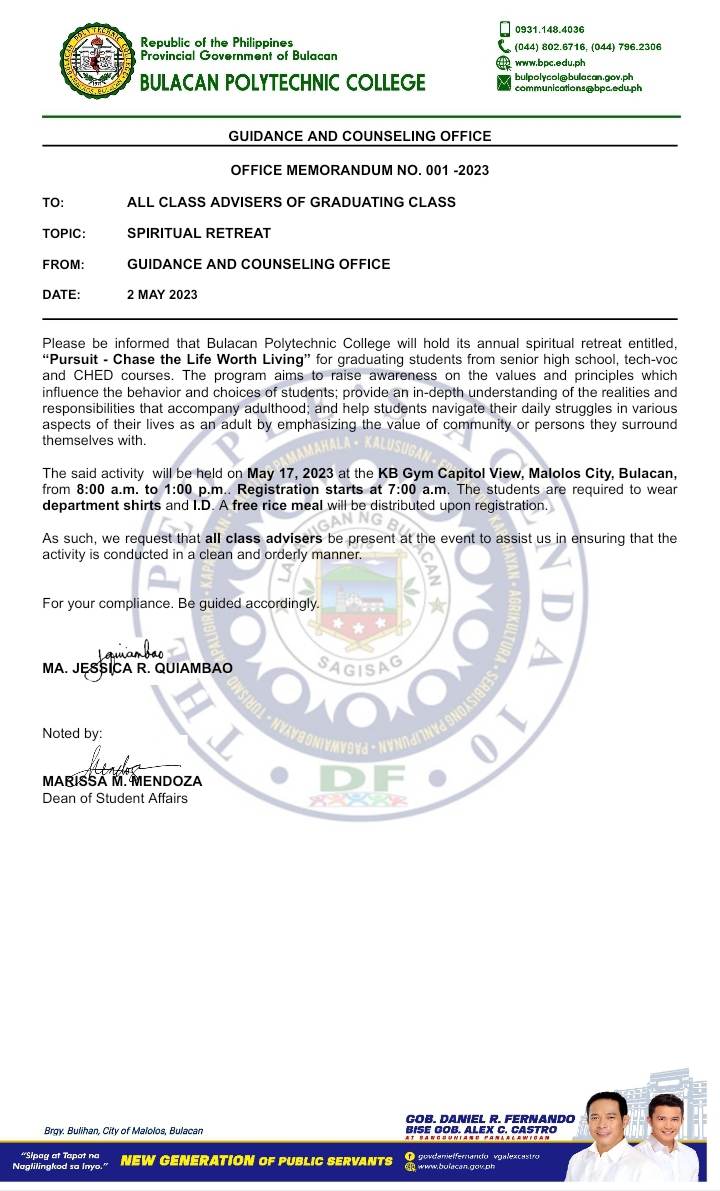 Republic of the Philippines
Provincial Government of Bulacan
BULACAN POLYTECHNIC COLLEGE
0931.148.4036
(044) 802.6716, (044) 796.2306
www.bpc.edu.ph
bulpolycol@bulacan.gov.ph
communications@bpc.edu.ph
GUIDANCE AND COUNSELING OFFICE
OFFICE MEMORANDUM NO. 001 -2023
TO: ALL CLASS ADVISERS OF GRADUATING CLASS
TOPIC: SPIRITUAL RETREAT
FROM: GUIDANCE AND COUNSELING OFFICE
DATE: 2 MAY 2023
Please be informed that Bulacan Polytechnic College will hold its annual spiritual retreat entitled,
“Pursuit - Chase the Life Worth Living” for graduating students from senior high school, tech-voc
and CHED courses. The program aims to raise awareness on the values and principles which
influence the behavior and choices of students; provide an in-depth understanding of the realities and
responsibilities that accompany adulthood; and help students navigate their daily struggles in various
aspects of their lives as an adult by emphasizing the value of community or persons they surround
themselves with.
The said activity will be held on May 17, 2023 at the KB Gym Capitol View, Malolos City, Bulacan,
from 8:00 a.m. to 1:00 p.m.. Registration starts at 7:00 a.m. The students are required to wear
department shirts and I.D. A free rice meal will be distributed upon registration.
As such, we request that all class advisers be present at the event to assist us in ensuring that the
activity is conducted in a clean and orderly manner.
For your compliance. Be guided accordingly.
jquiambao
MA. JESSICA R. QUIAMBAO
Noted by:
MARISSA M. MENDOZA
Dean of Student Affairs
THE PEOPLE'S AGENDA 10
SAGISAG
DF
Brgy. Bulihan, City of Malolos, Bulacan
GOB. DANIEL R. FERNANDO
BISE GOB. ALEX C. CASTRO
AT SANGGUNIANG PANLALAWIGAN
“Sipag at Tapat na
Naglilingkod sa Inyo.”
NEW GENERATION OF PUBLIC SERVANTS
govdanielfernando vgalexcastro
www.bulacan.gov.ph